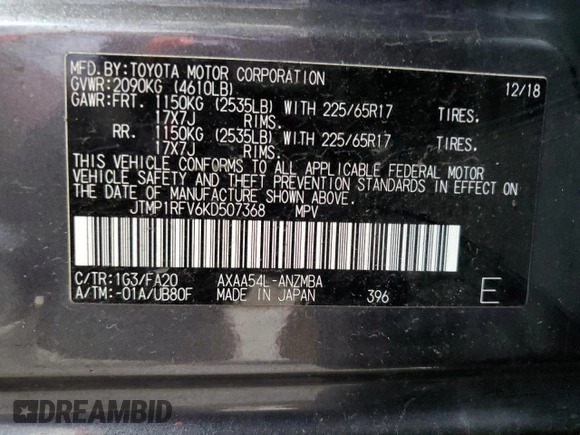 MFD.BY:TOYOTA MOTOR CORPORATION 12/18
GVWR:2090KG (4610LB)
GAWR:FRT. 1150KG (2535LB) WITH 225/65R17 TIRES.
17X7J RIMS.
RR. 1150KG (2535LB) WITH 225/65R17 TIRES.
17X7J RIMS.
THIS VEHICLE CONFORMS TO ALL APPLICABLE FEDERAL MOTOR
VEHICLE SAFETY AND THEFT PREVENTION STANDARDS IN EFFECT
ON THE DATE OF MANUFACTURE SHOWN ABOVE.
JTMP1RFV6KD507368 MPV
C/TR:1G3/FA20 AXAA54L-ANZMBA
A/TM:-01A/UB80F MADE IN JAPAN 396 E
DREAMBID